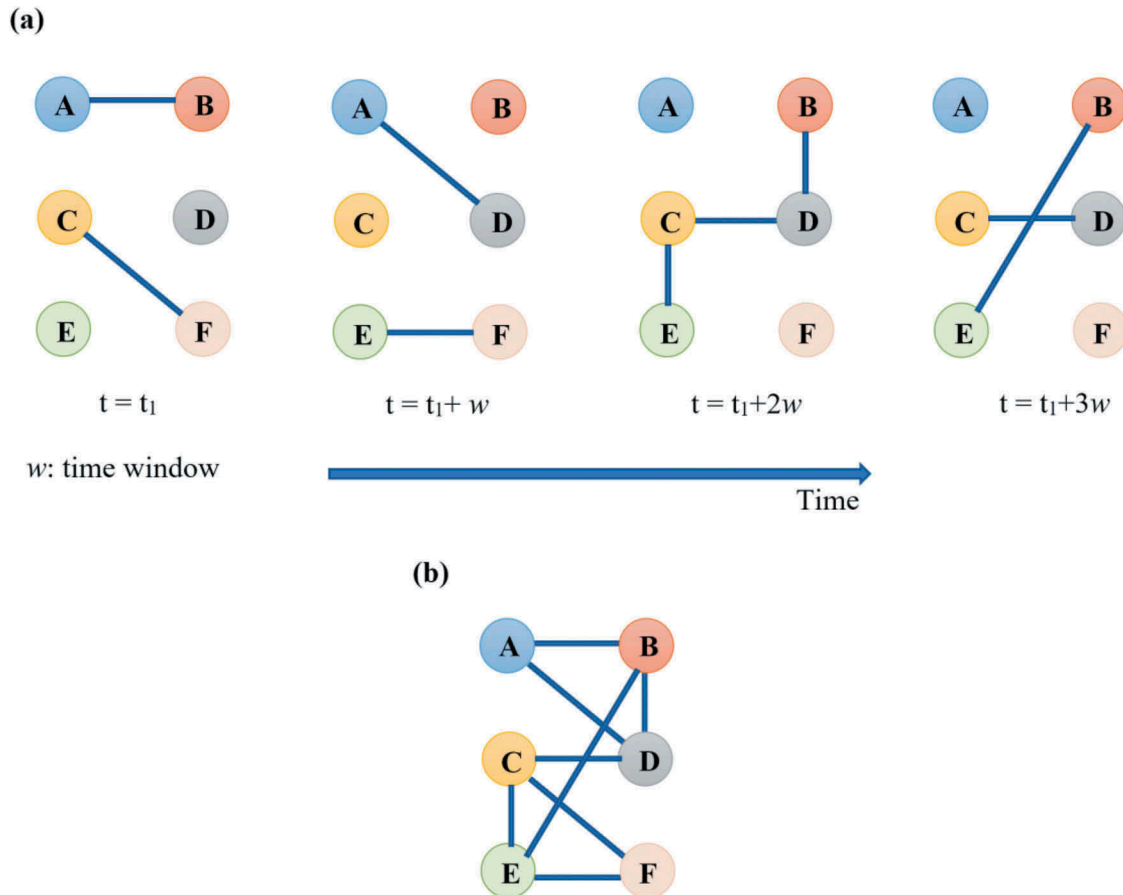 (a)
A B A B A B A B
C D C D C D C D
E F E F E F E F
t = t₁ t = t₁+ w t = t₁+2w t = t₁+3w
w: time window
Time
(b)
A B
C D
E F